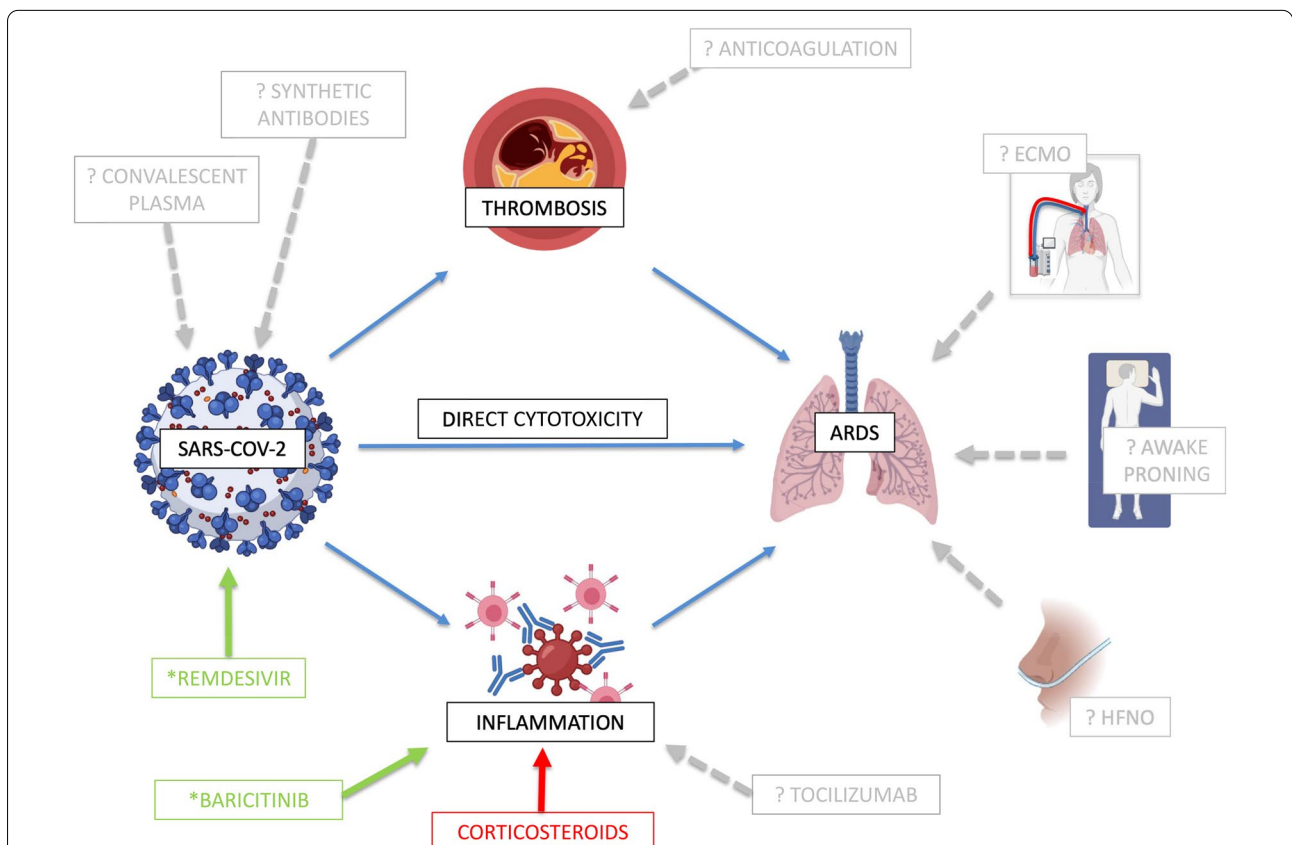 ? ANTICOAGULATION
? SYNTHETIC
ANTIBODIES
? ECMO
? CONVALESCENT
PLASMA
THROMBOSIS
DIRECT CYTOTOXICITY
SARS-COV-2
ARDS
? AWAKE
PRONING
*REMDESIVIR
INFLAMMATION
? HFNO
*BARICITINIB
? TOCILIZUMAB
CORTICOSTEROIDS